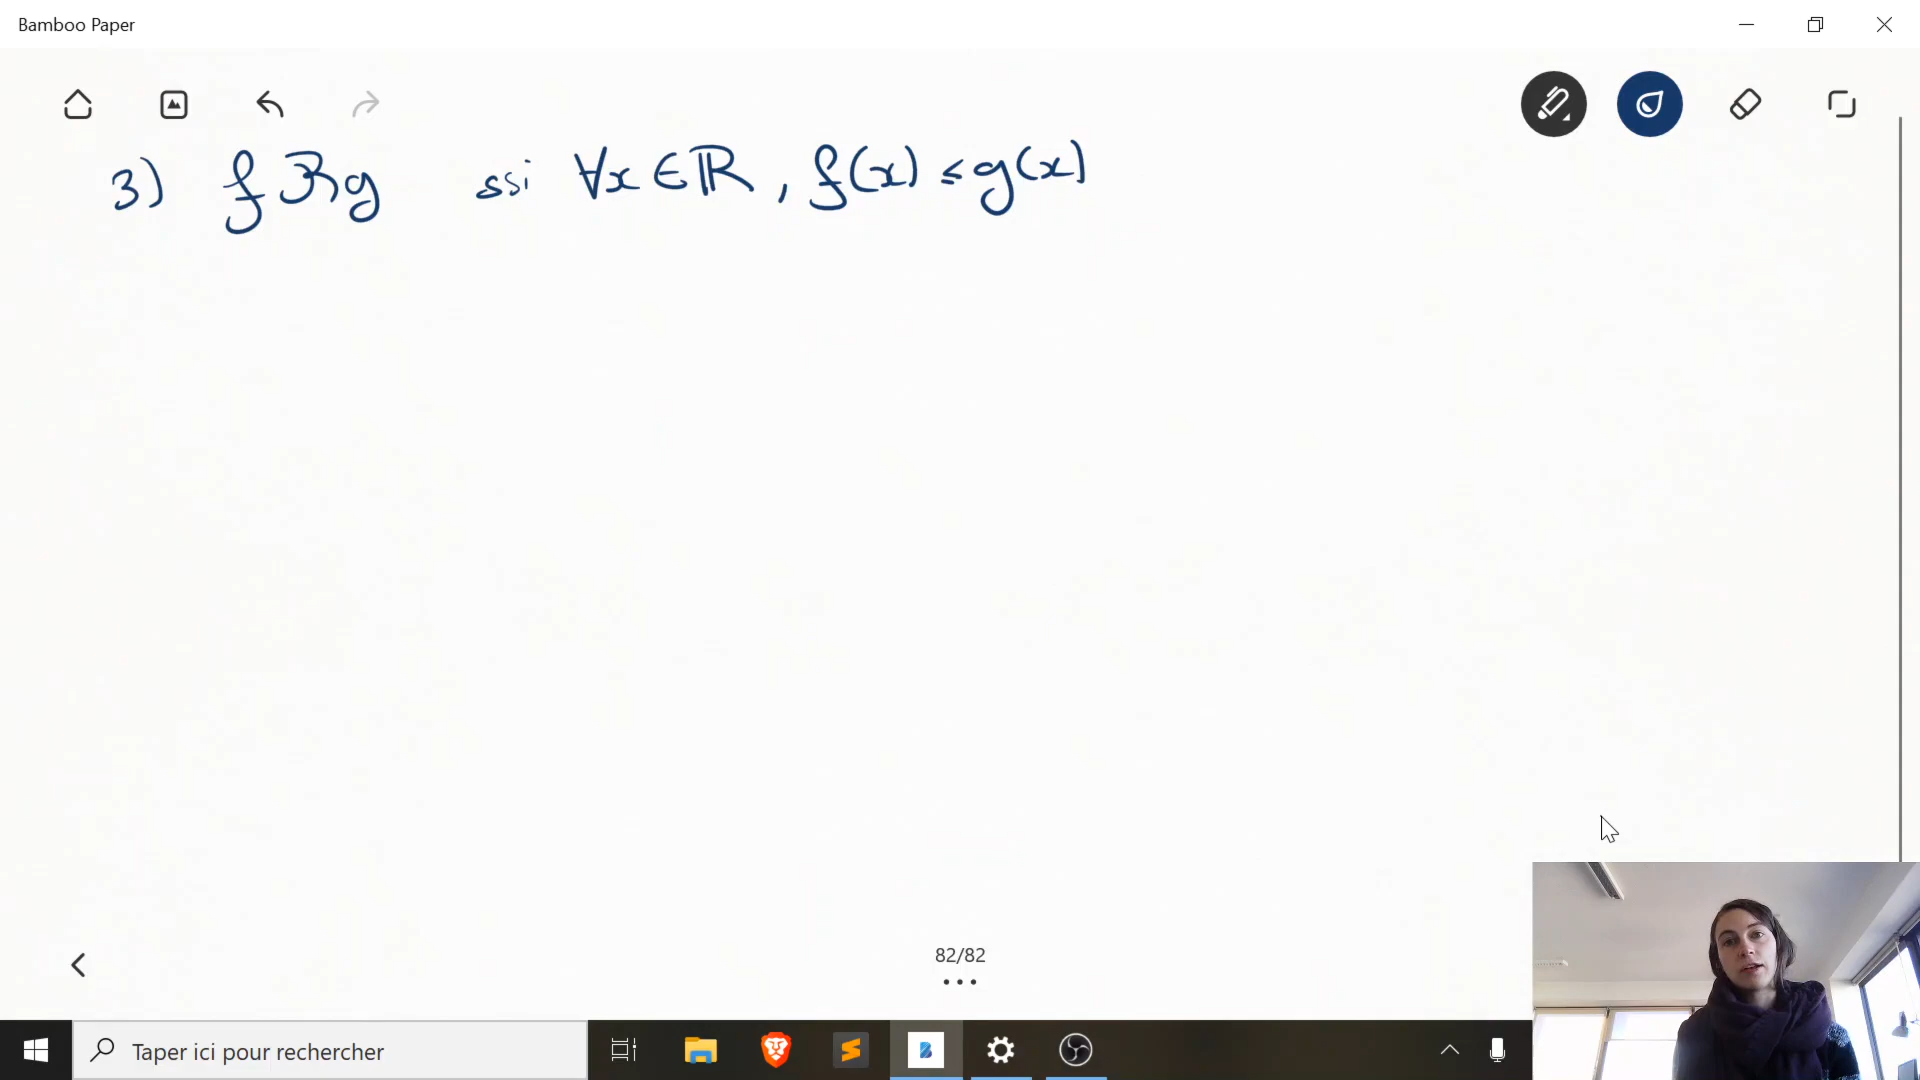 Bamboo Paper
3) f R g ssi ∀x ∈ ℝ, f(x) ≤ g(x)
82/82
Taper ici pour rechercher